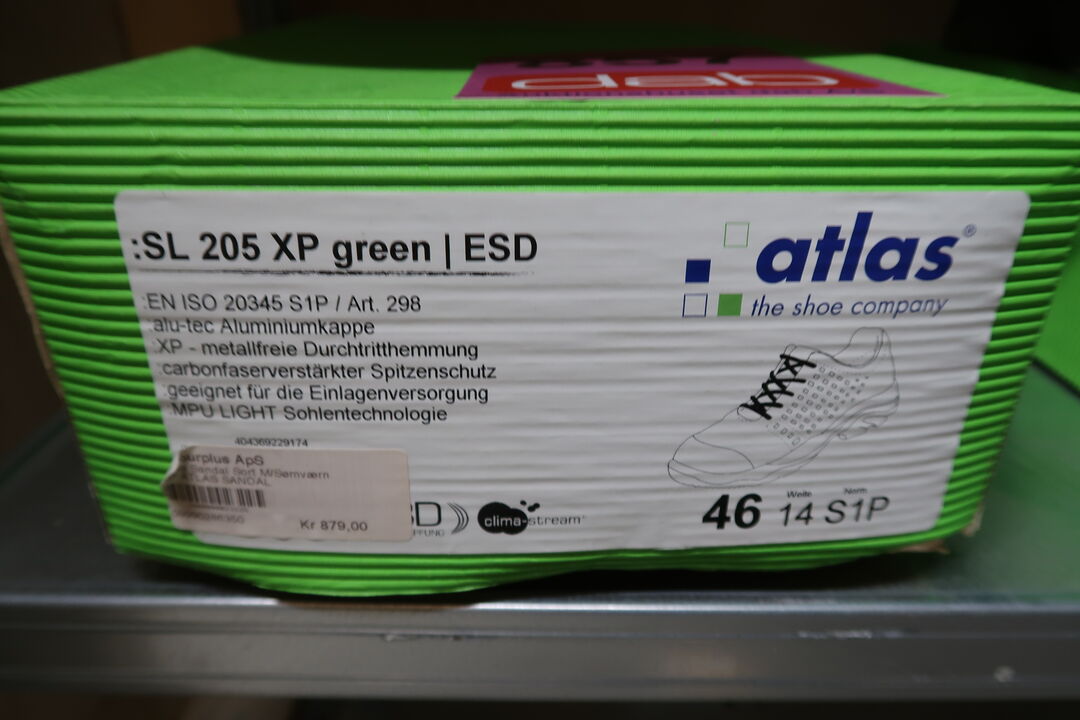 dab
:SL 205 XP green | ESD
atlas®
the shoe company
:EN ISO 20345 S1P / Art. 298
:alu-tec Aluminiumkappe
:XP - metallfreie Durchtritthemmung
:carbonfaserverstärkter Spitzenschutz
:geeignet für die Einlagenversorgung
MPU LIGHT Sohlentechnologie
404369229174
Surplus ApS
Sandal Sort M/Sømværn
ATLAS SANDAL
Kr 879,00
clima-stream
Weite
Norm
46 14 S1P